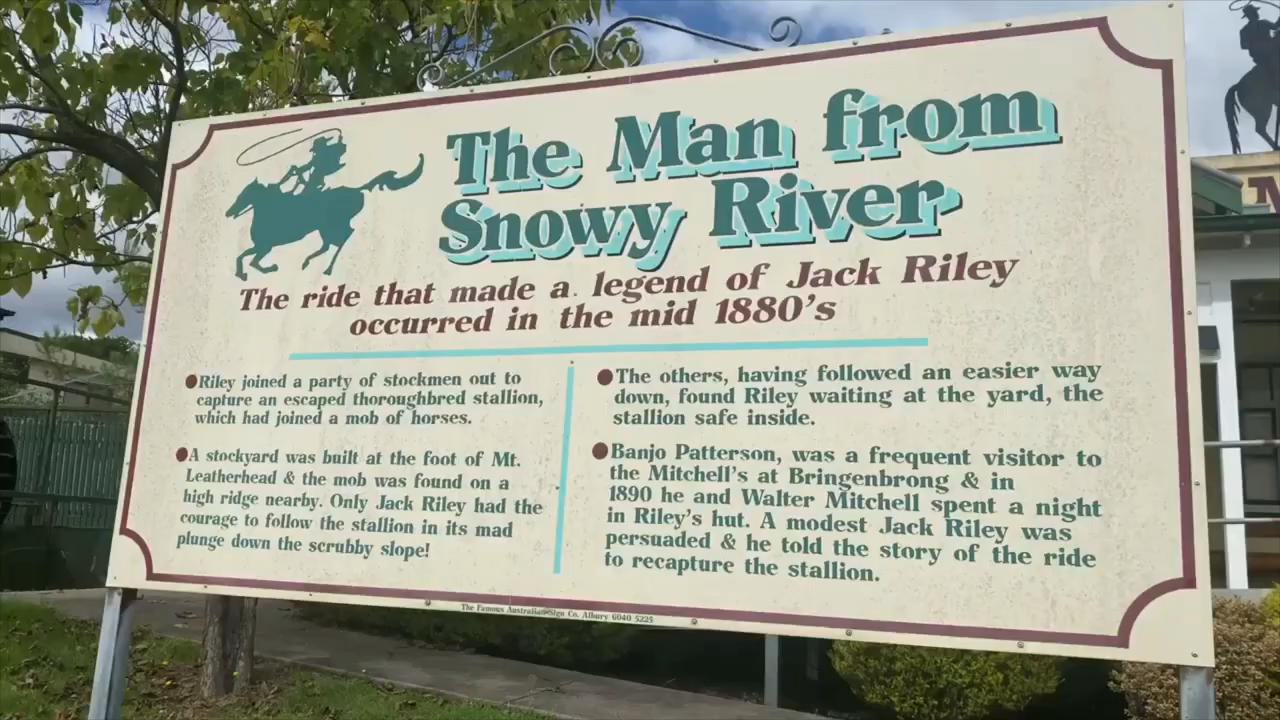 The Man from
Snowy River
The ride that made a legend of Jack Riley
occurred in the mid 1880's
Riley joined a party of stockmen out to
capture an escaped thoroughbred stallion,
which had joined a mob of horses.
A stockyard was built at the foot of Mt.
Leatherhead & the mob was found on a
high ridge nearby. Only Jack Riley had the
courage to follow the stallion in its mad
plunge down the scrubby slope!
The others, having followed an easier way
down, found Riley waiting at the yard, the
stallion safe inside.
Banjo Patterson, was a frequent visitor to
the Mitchell's at Bringenbrong & in
1890 he and Walter Mitchell spent a night
in Riley's hut. A modest Jack Riley was
persuaded & he told the story of the ride
to recapture the stallion.
The Famous Australian Sign Co. Albury 6040 5225